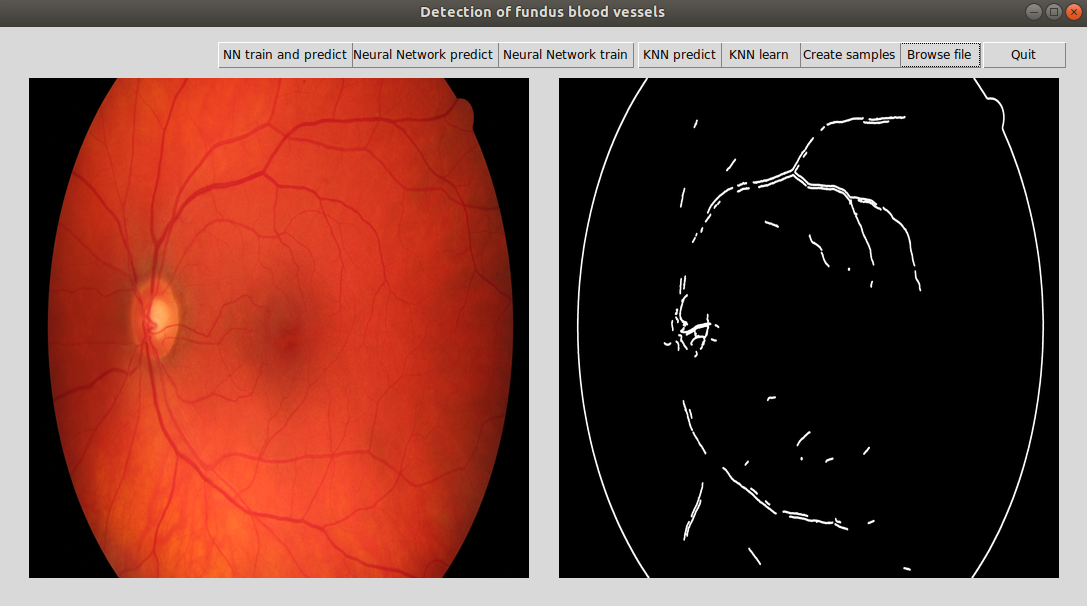 Detection of fundus blood vessels
NN train and predict Neural Network predict Neural Network train KNN predict KNN learn Create samples Browse file Quit